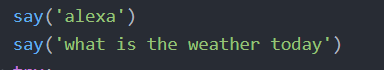 say('alexa')
say('what is the weather today')